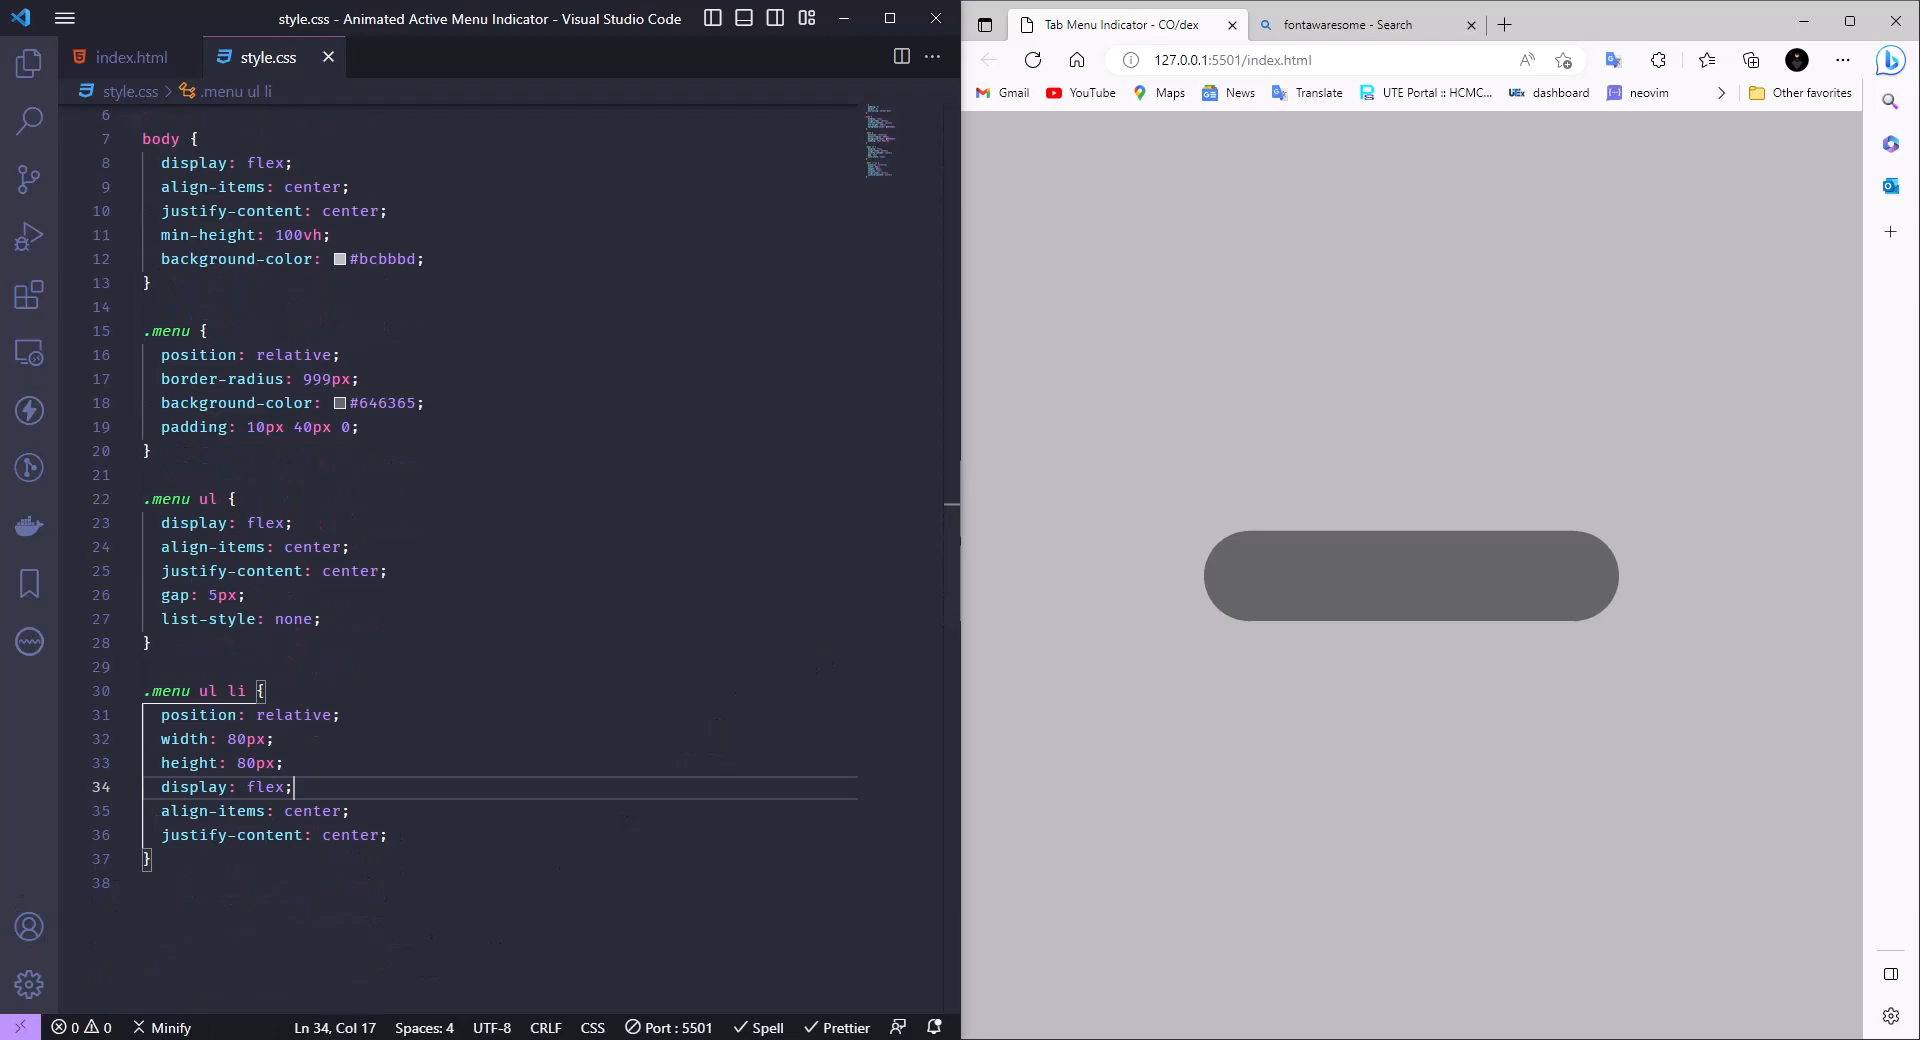 style.css - Animated Active Menu Indicator - Visual Studio Code
index.html
style.css
style.css > .menu ul li
6
7 body {
8 display: flex;
9 align-items: center;
10 justify-content: center;
11 min-height: 100vh;
12 background-color: #bcbbbd;
13 }
14
15 .menu {
16 position: relative;
17 border-radius: 999px;
18 background-color: #646365;
19 padding: 10px 40px 0;
20 }
21
22 .menu ul {
23 display: flex;
24 align-items: center;
25 justify-content: center;
26 gap: 5px;
27 list-style: none;
28 }
29
30 .menu ul li {
31 position: relative;
32 width: 80px;
33 height: 80px;
34 display: flex;
35 align-items: center;
36 justify-content: center;
37 }
38
0 0 Minify Ln 34, Col 17 Spaces: 4 UTF-8 CRLF CSS Port : 5501 Spell Prettier
Tab Menu Indicator - CO/dex
fontawaresome - Search
127.0.0.1:5501/index.html
Gmail YouTube Maps News Translate UTE Portal :: HCMC... UTEx dashboard neovim Other favorites